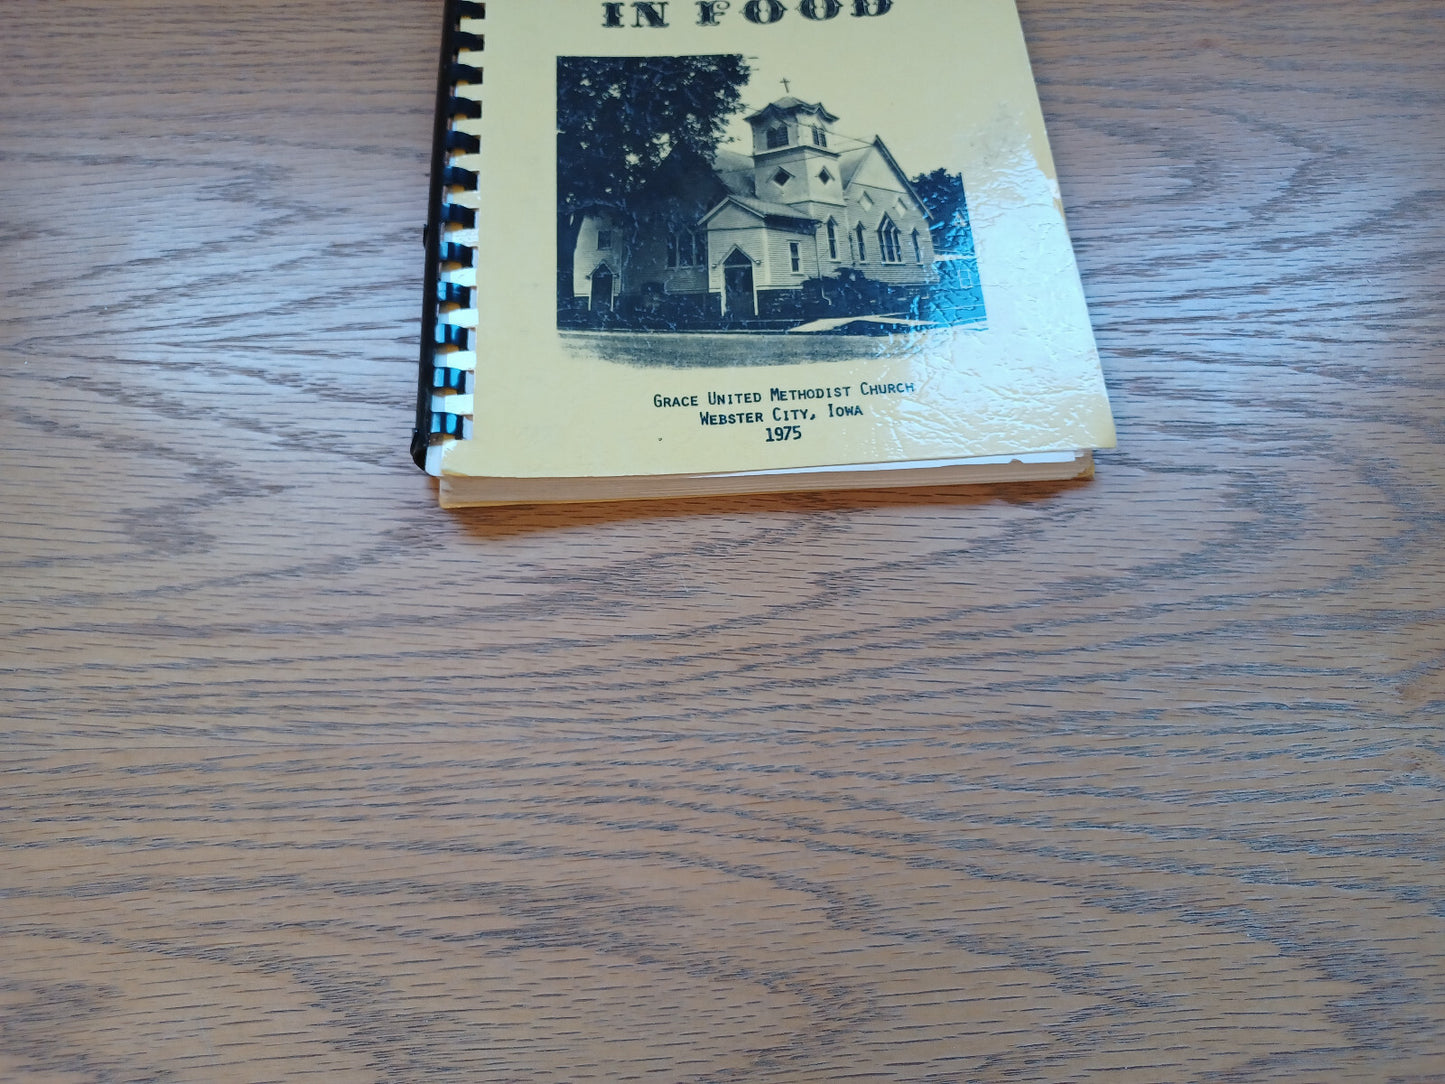 IN FOOD
GRACE UNITED METHODIST CHURCH
WEBSTER CITY, IOWA
1975